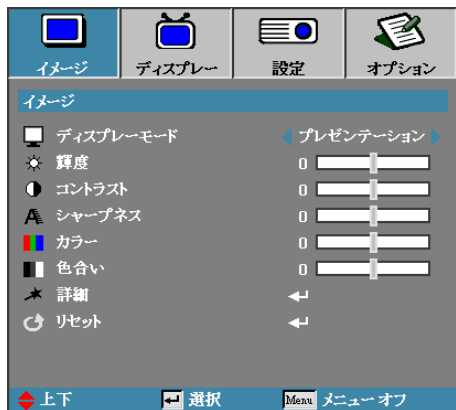 イメージ ディスプレー 設定 オプション
イメージ
ディスプレーモード プレゼンテーション
輝度 0
コントラスト 0
シャープネス 0
カラー 0
色合い 0
詳細
リセット
上下 選択 Menu メニューオフ